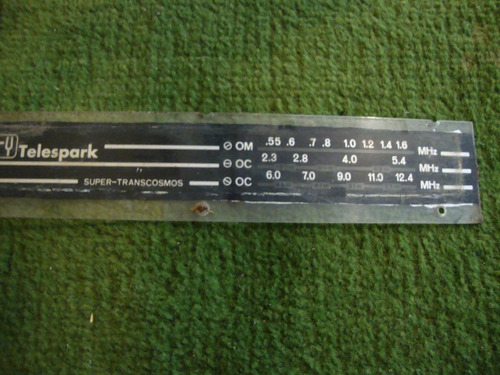 Telespark ⊘ OM .55 .6 .7 .8 1.0 1.2 1.4 1.6 MHz
⊖ OC 2.3 2.8 4.0 5.4 MHz
SUPER-TRANSCOSMOS ⊘ OC 6.0 7.0 9.0 11.0 12.4 MHz